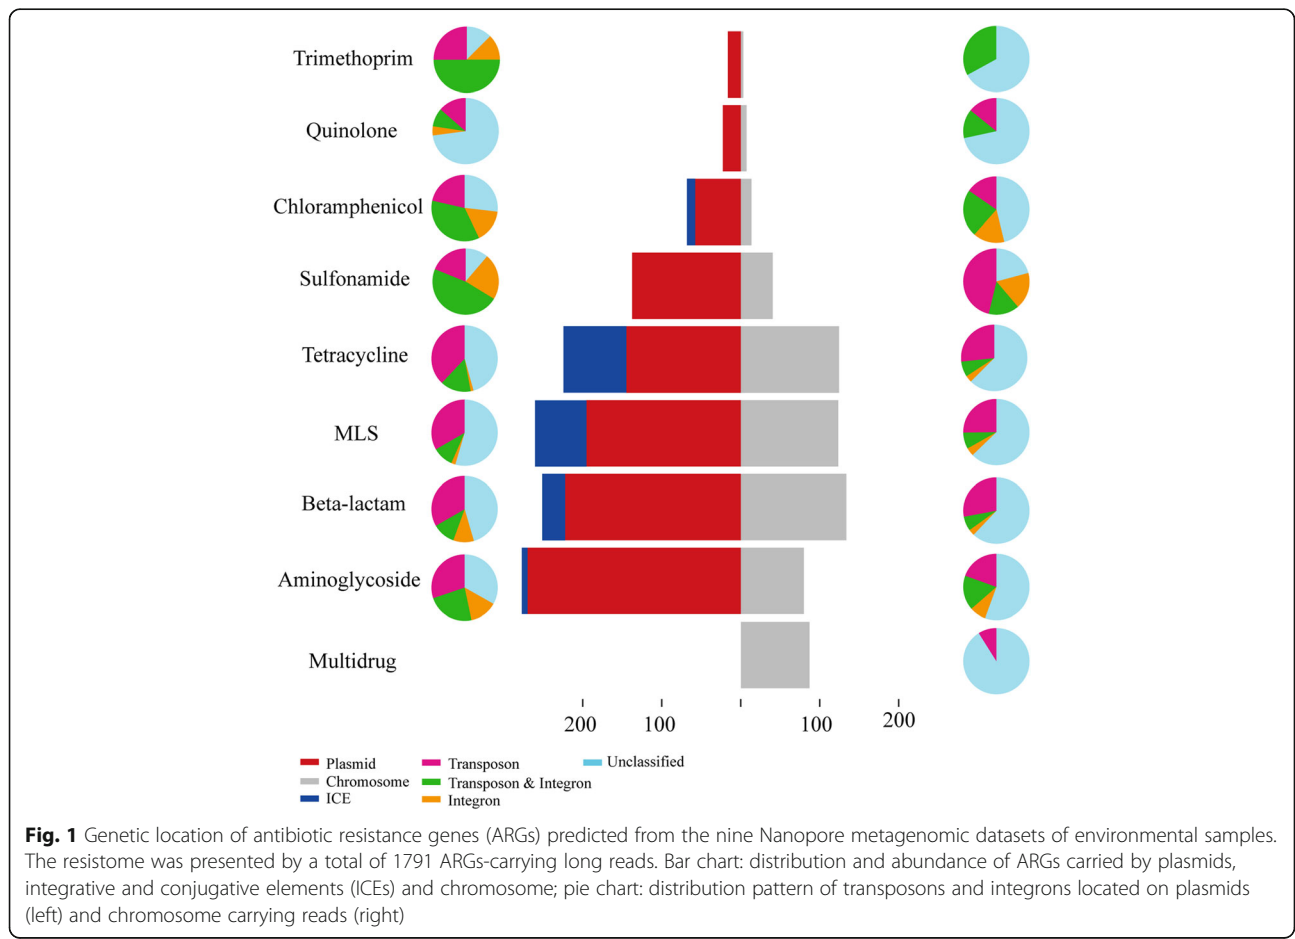 Trimethoprim
Quinolone
Chloramphenicol
Sulfonamide
Tetracycline
MLS
Beta-lactam
Aminoglycoside
Multidrug
200 100 100 200
Plasmid Transposon Unclassified
Chromosome Transposon & Integron
ICE Integron
Fig. 1 Genetic location of antibiotic resistance genes (ARGs) predicted from the nine Nanopore metagenomic datasets of environmental samples.
The resistome was presented by a total of 1791 ARGs-carrying long reads. Bar chart: distribution and abundance of ARGs carried by plasmids,
integrative and conjugative elements (ICEs) and chromosome; pie chart: distribution pattern of transposons and integrons located on plasmids
(left) and chromosome carrying reads (right)